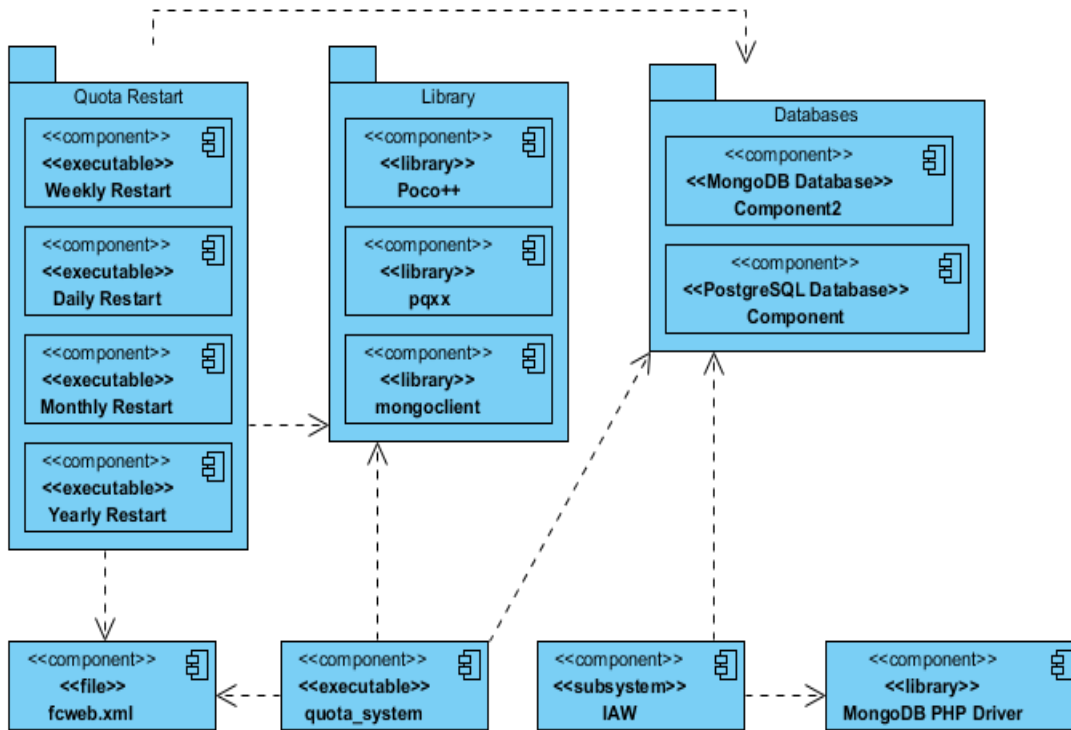 Quota Restart
<<component>>
<<executable>>
Weekly Restart
<<component>>
<<executable>>
Daily Restart
<<component>>
<<executable>>
Monthly Restart
<<component>>
<<executable>>
Yearly Restart
Library
<<component>>
<<library>>
Poco++
<<component>>
<<library>>
pqxx
<<component>>
<<library>>
mongoclient
Databases
<<component>>
<<MongoDB Database>>
Component2
<<component>>
<<PostgreSQL Database>>
Component
<<component>>
<<file>>
fcweb.xml
<<component>>
<<executable>>
quota_system
<<component>>
<<subsystem>>
IAW
<<component>>
<<library>>
MongoDB PHP Driver